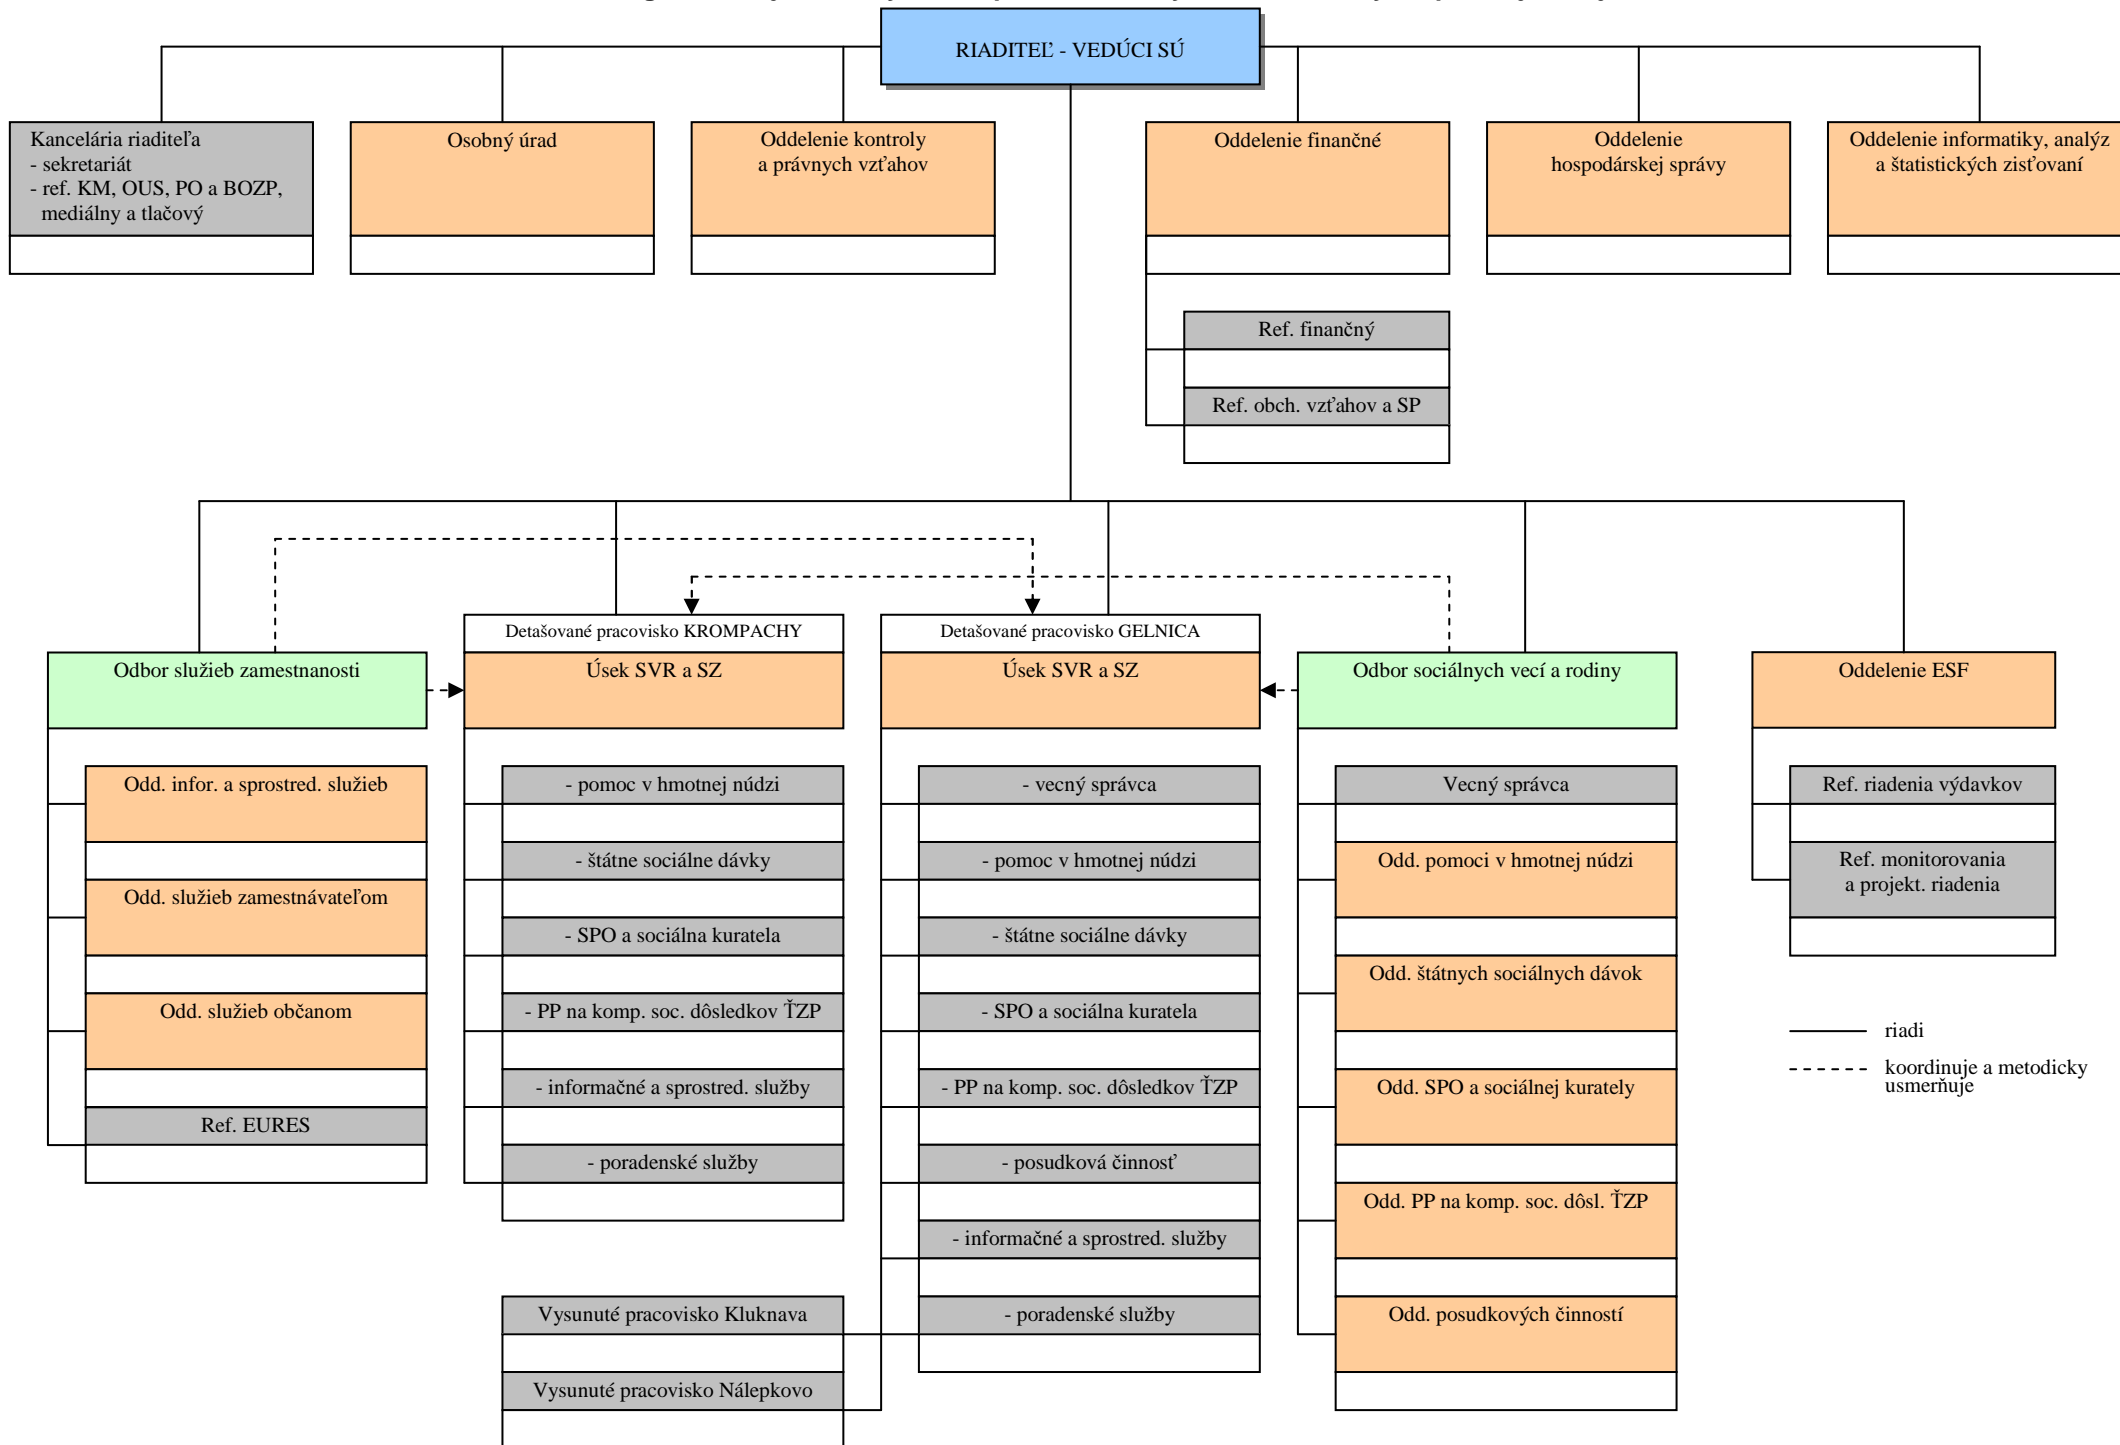 RIADITEĽ - VEDÚCI SÚ
Kancelária riaditeľa
- sekretariát
- ref. KM, OUS, PO a BOZP,
mediálny a tlačový
Osobný úrad
Oddelenie kontroly
a právnych vzťahov
Oddelenie finančné
Oddelenie
hospodárskej správy
Oddelenie informatiky, analýz
a štatistických zisťovaní
Ref. finančný
Ref. obch. vzťahov a SP
Detašované pracovisko KROMPACHY
Detašované pracovisko GELNICA
Odbor služieb zamestnanosti
Úsek SVR a SZ
Úsek SVR a SZ
Odbor sociálnych vecí a rodiny
Oddelenie ESF
Odd. infor. a sprostred. služieb
Odd. služieb zamestnávateľom
Odd. služieb občanom
Ref. EURES
- pomoc v hmotnej núdzi
- štátne sociálne dávky
- SPO a sociálna kuratela
- PP na komp. soc. dôsledkov ŤZP
- informačné a sprostred. služby
- poradenské služby
- vecný správca
- pomoc v hmotnej núdzi
- štátne sociálne dávky
- SPO a sociálna kuratela
- PP na komp. soc. dôsledkov ŤZP
- posudková činnosť
- informačné a sprostred. služby
- poradenské služby
Vysunuté pracovisko Kluknava
Vysunuté pracovisko Nálepkovo
Vecný správca
Odd. pomoci v hmotnej núdzi
Odd. štátnych sociálnych dávok
Odd. SPO a sociálnej kurately
Odd. PP na komp. soc. dôsl. ŤZP
Odd. posudkových činností
Ref. riadenia výdavkov
Ref. monitorovania
a projekt. riadenia
riadi
koordinuje a metodicky
usmerňuje